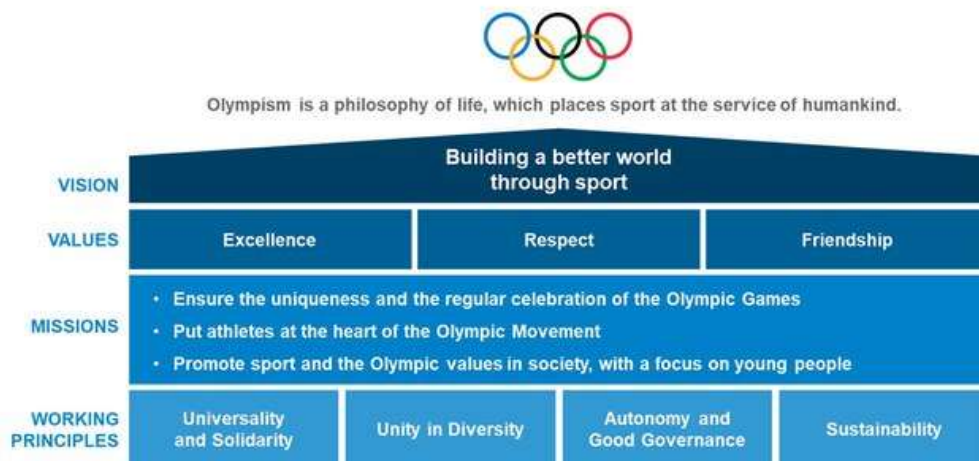 Olympism is a philosophy of life, which places sport at the service of humankind.
VISION
Building a better world
through sport
VALUES
Excellence
Respect
Friendship
MISSIONS
• Ensure the uniqueness and the regular celebration of the Olympic Games
• Put athletes at the heart of the Olympic Movement
• Promote sport and the Olympic values in society, with a focus on young people
WORKING
PRINCIPLES
Universality
and Solidarity
Unity in Diversity
Autonomy and
Good Governance
Sustainability